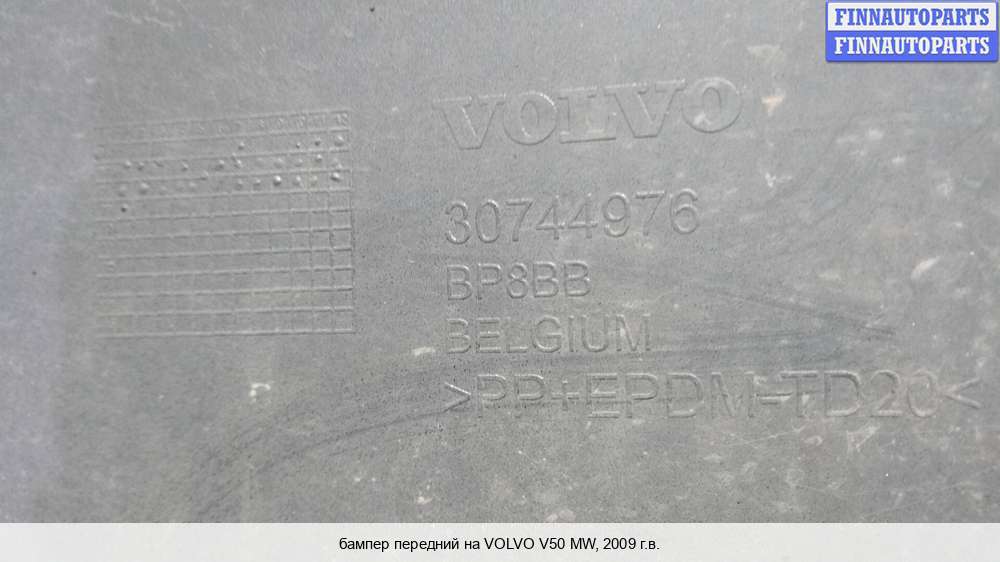 FINNAUTOPARTS
FINNAUTOPARTS
VOLVO
30744976
BP8BB
BELGIUM
>PP+EPDM-TD20<
бампер передний на VOLVO V50 MW, 2009 г.в.